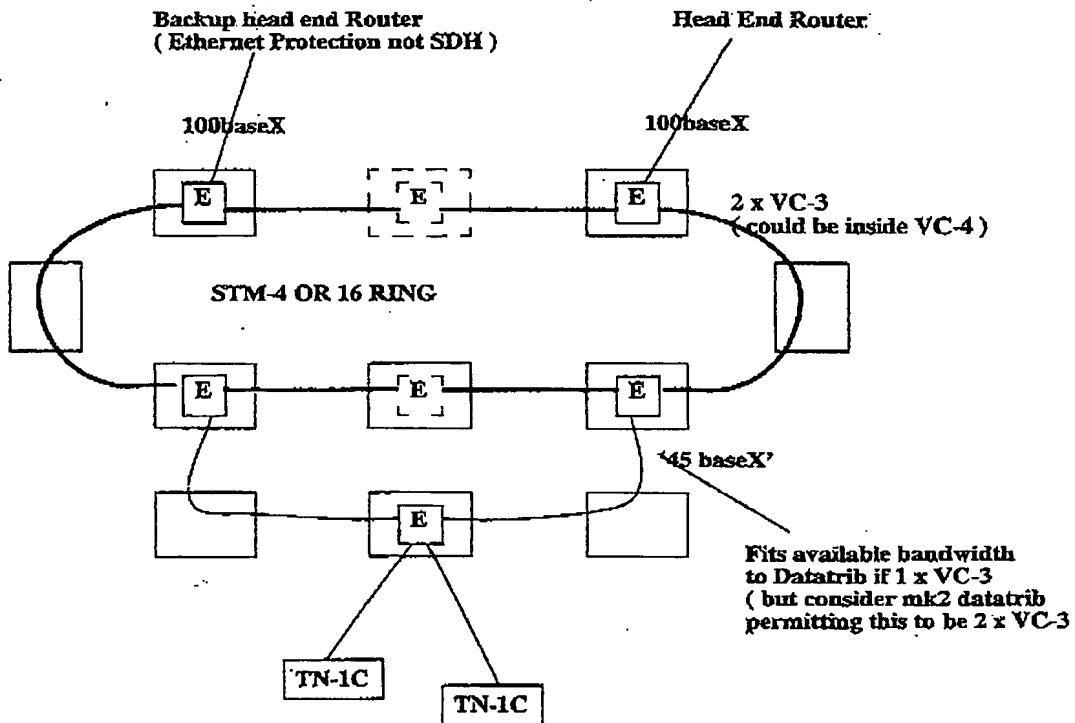 Backup head end Router
( Ethernet Protection not SDH )
Head End Router
100baseX
100baseX
E
E
E
2 x VC-3
( could be inside VC-4 )
STM-4 OR 16 RING
E
E
E
'45 baseX'
E
Fits available bandwidth
to Datatrib if 1 x VC-3
( but consider mk2 datatrib
permitting this to be 2 x VC-3
TN-1C
TN-1C